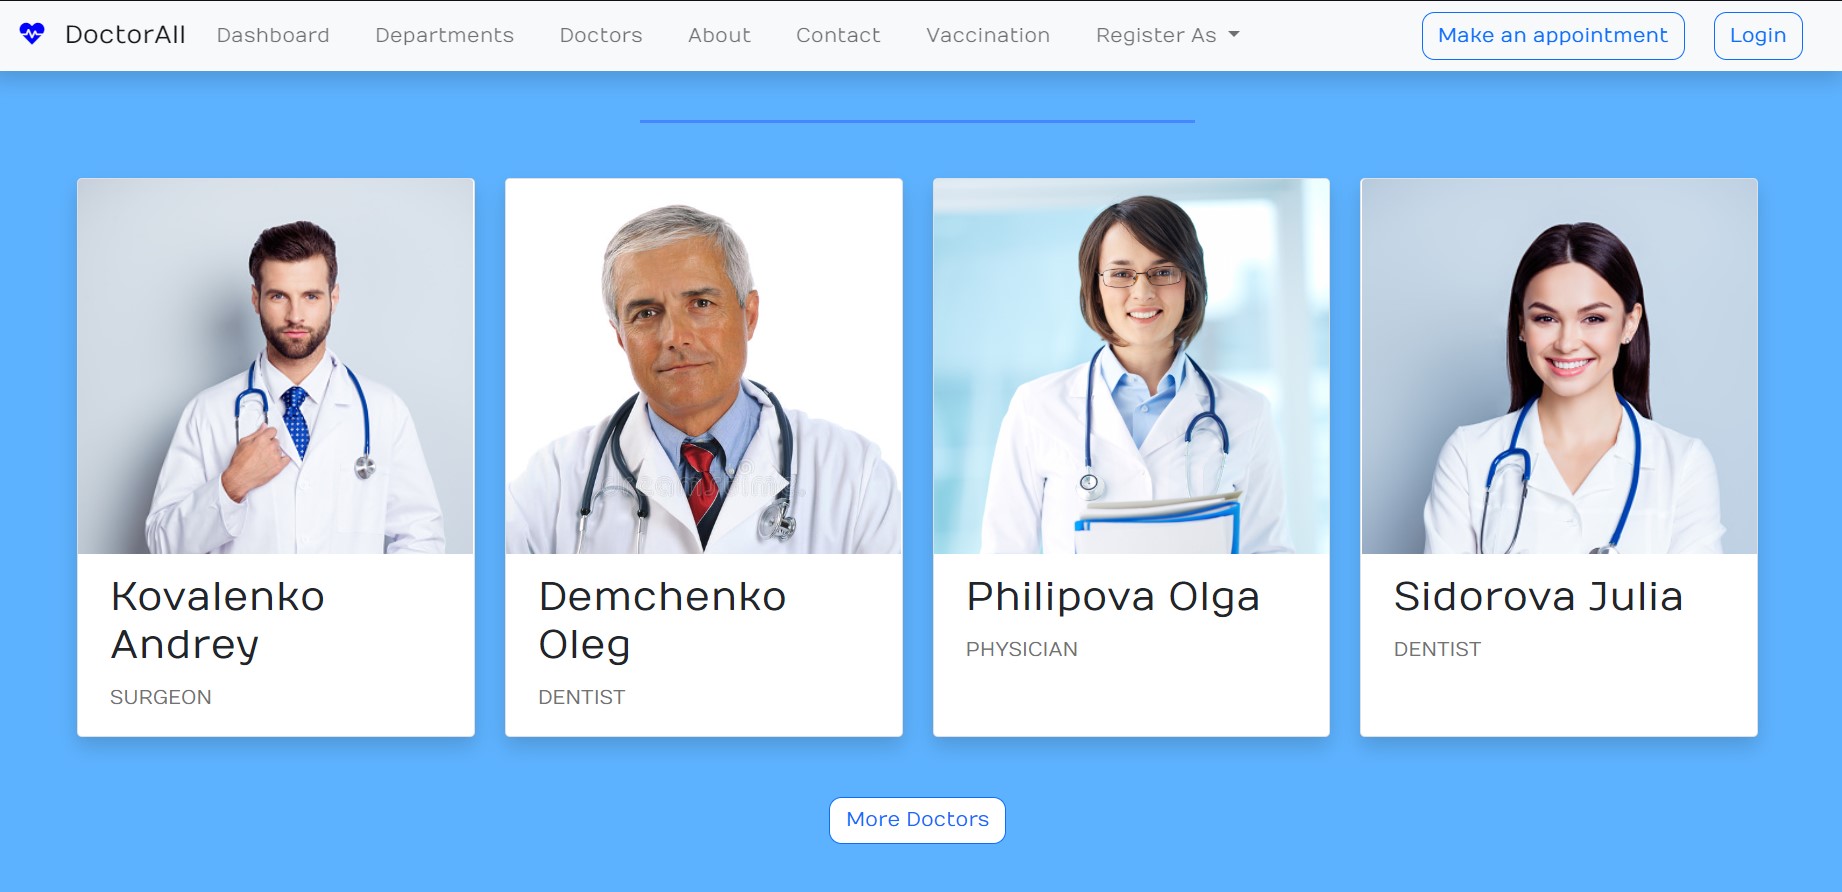 DoctorAll Dashboard Departments Doctors About Contact Vaccination Register As Make an appointment Login
Kovalenko
Andrey
SURGEON
Demchenko
Oleg
DENTIST
Philipova Olga
PHYSICIAN
Sidorova Julia
DENTIST
More Doctors